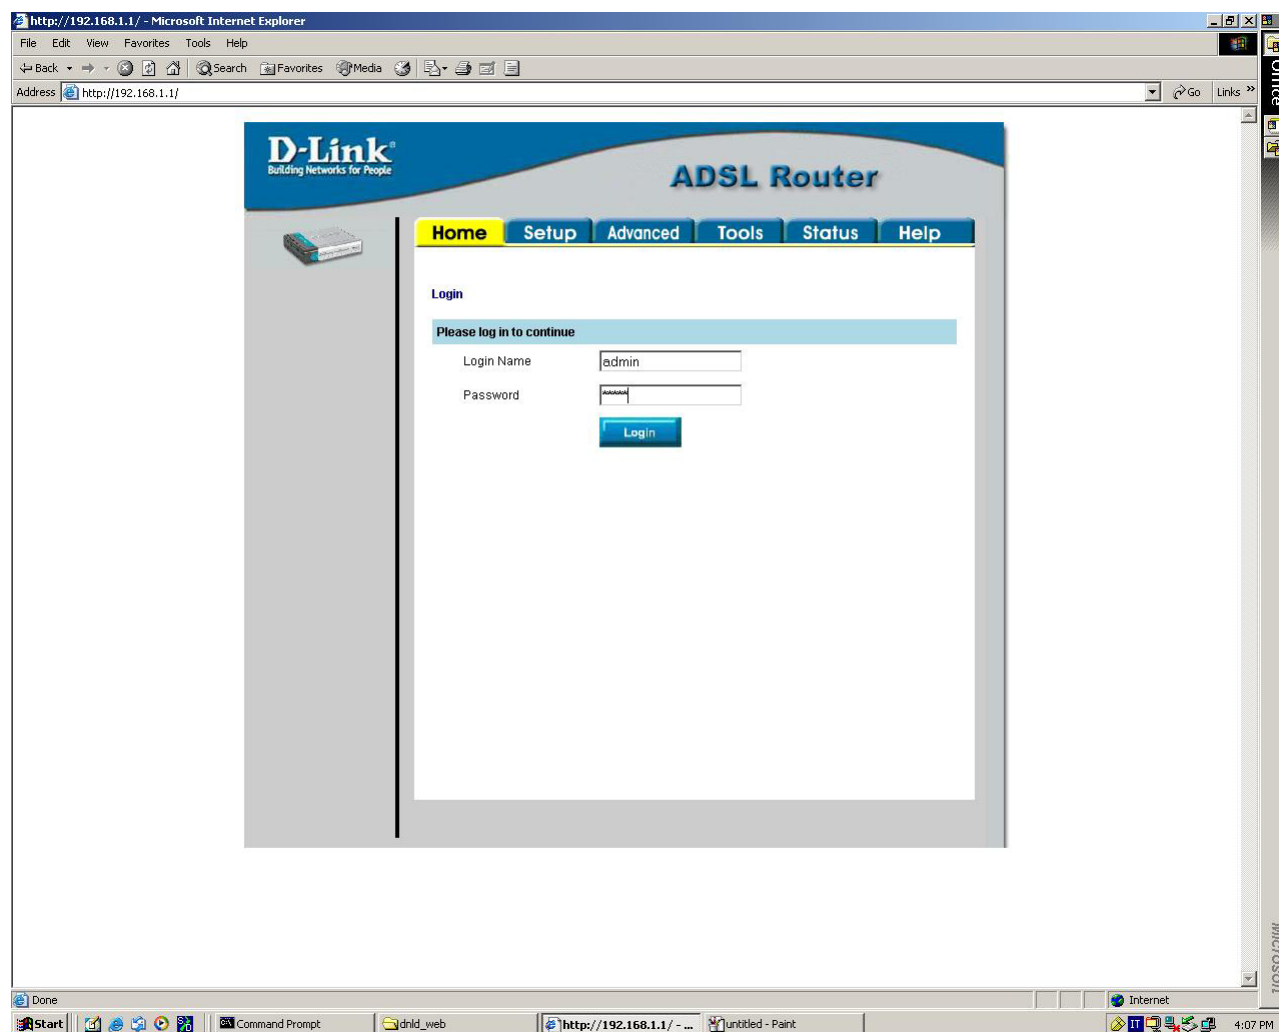 http://192.168.1.1/ - Microsoft Internet Explorer
File Edit View Favorites Tools Help
Back Search Favorites Media
Address http://192.168.1.1/ Go Links »
Office
D-Link®
Building Networks for People
ADSL Router
Home Setup Advanced Tools Status Help
Login
Please log in to continue
Login Name admin
Password *****
Login
Microsoft
Done Internet
Start Command Prompt dnld_web http://192.168.1.1/ - ... untitled - Paint IT 4:07 PM